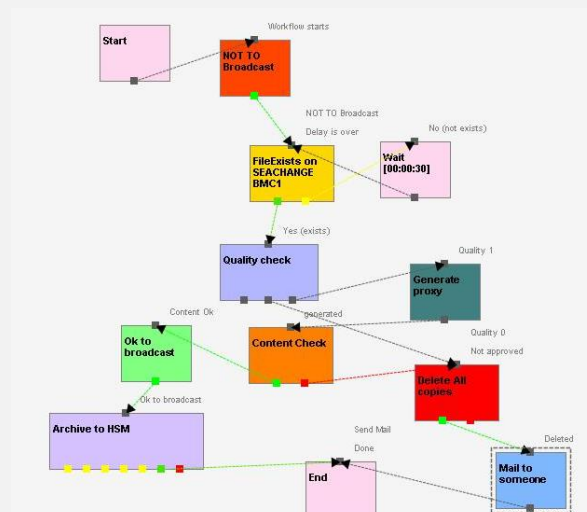 Workflow starts
Start
NOT TO
Broadcast
NOT TO Broadcast
Delay is over
No (not exists)
FileExists on
SEACHANGE
BMC1
Wait
[00:00:30]
Yes (exists)
Quality check
Quality 1
Generate
proxy
Content Ok
generated
Ok to
broadcast
Content Check
Quality 0
Not approved
Delete All
copies
Ok to broadcast
Archive to HSM
Send Mail
Done
Deleted
End
Mail to
someone